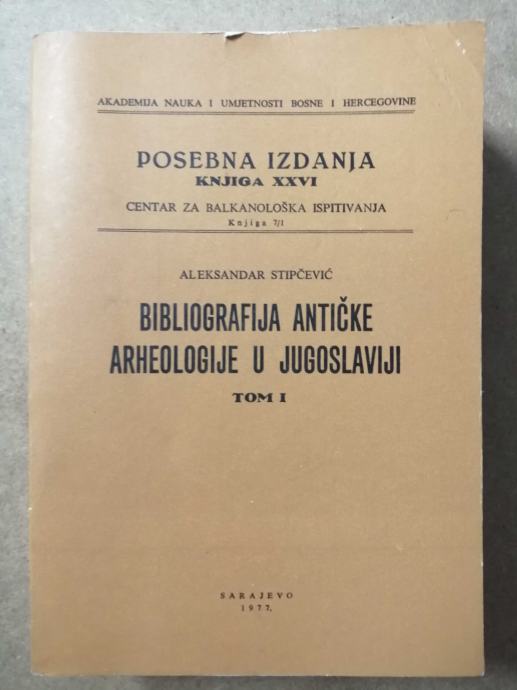 AKADEMIJA NAUKA I UMJETNOSTI BOSNE I HERCEGOVINE
POSEBNA IZDANJA
KNJIGA XXVI
CENTAR ZA BALKANOLOŠKA ISPITIVANJA
Knjiga 7/1
ALEKSANDAR STIPČEVIĆ
BIBLIOGRAFIJA ANTIČKE
ARHEOLOGIJE U JUGOSLAVIJI
TOM I
SARAJEVO
1977.